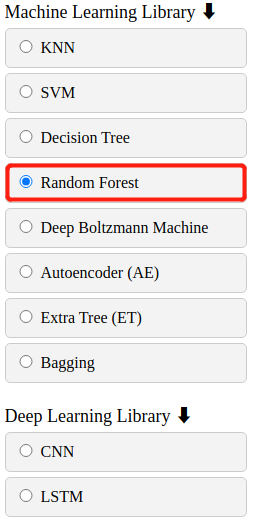 Machine Learning Library ⬇
KNN
SVM
Decision Tree
Random Forest
Deep Boltzmann Machine
Autoencoder (AE)
Extra Tree (ET)
Bagging
Deep Learning Library ⬇
CNN
LSTM